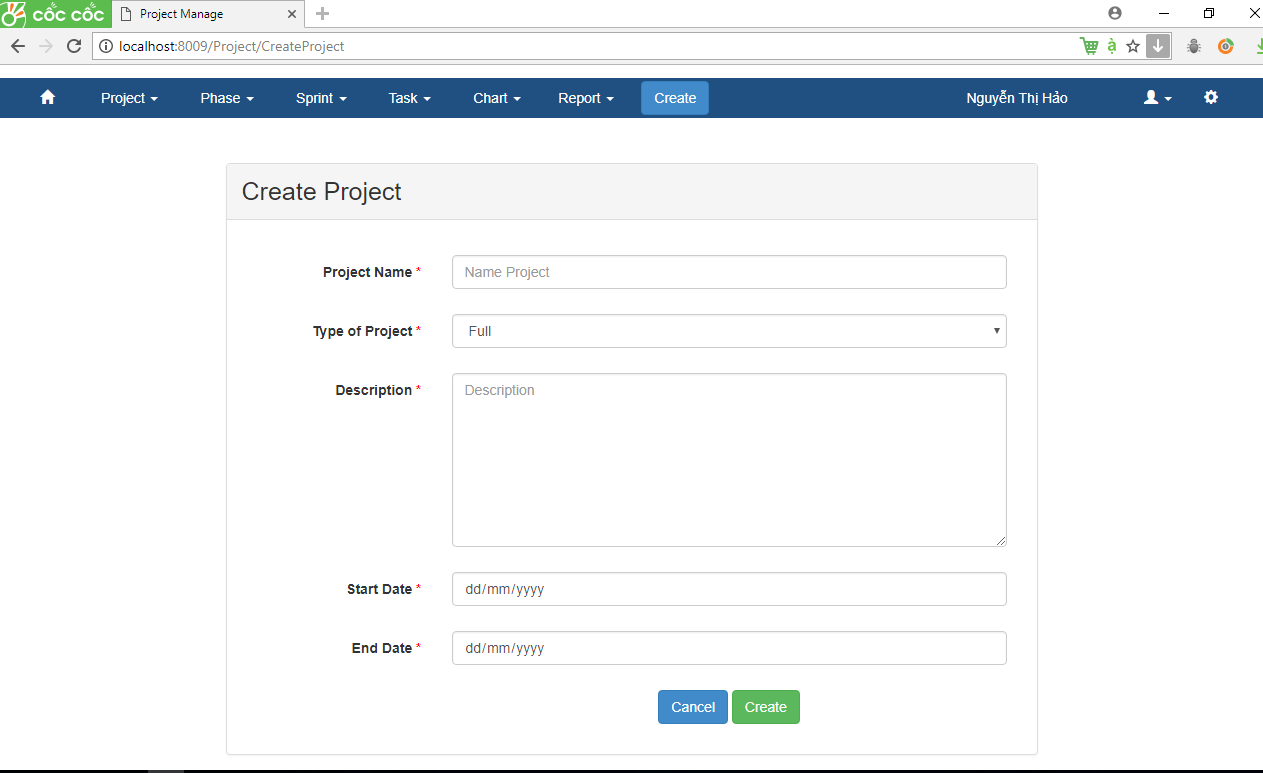 cốc cốc
Project Manage
localhost:8009/Project/CreateProject
à
Project Phase Sprint Task Chart Report Create Nguyễn Thị Hảo
Create Project
Project Name * Name Project
Type of Project * Full
Description * Description
Start Date * dd/mm/yyyy
End Date * dd/mm/yyyy
Cancel Create